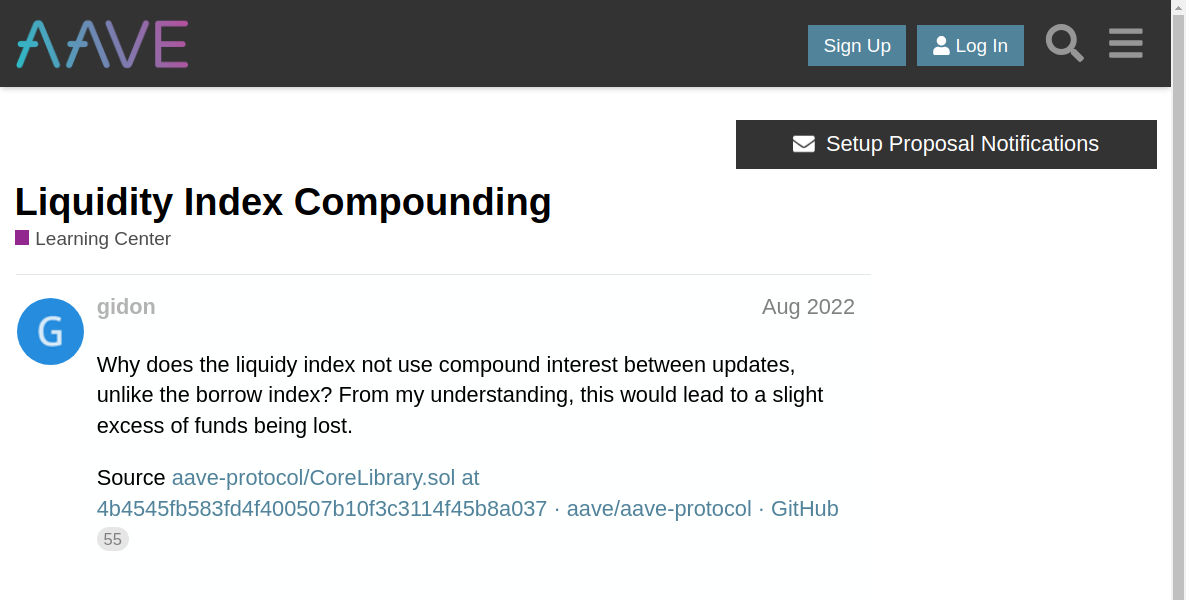 AAVE
Sign Up
Log In
Setup Proposal Notifications
Liquidity Index Compounding
Learning Center
G
gidon
Aug 2022
Why does the liquidy index not use compound interest between updates,
unlike the borrow index? From my understanding, this would lead to a slight
excess of funds being lost.
Source aave-protocol/CoreLibrary.sol at
4b4545fb583fd4f400507b10f3c3114f45b8a037 · aave/aave-protocol · GitHub
55